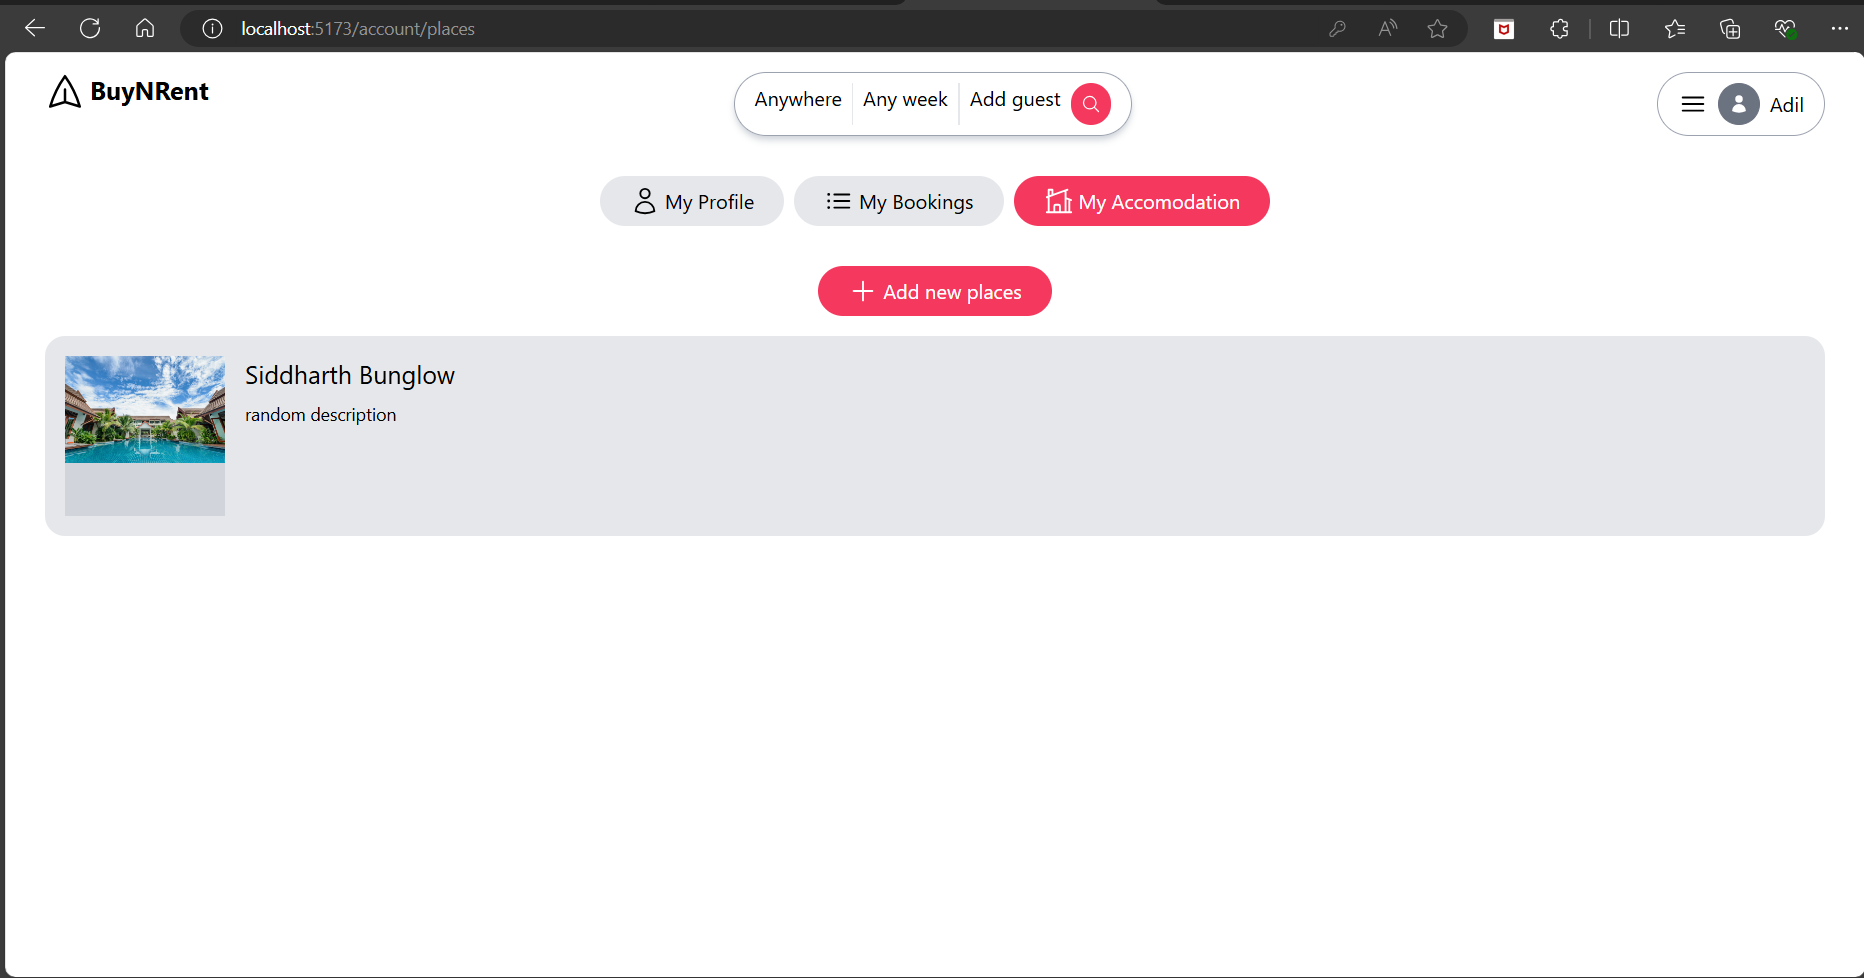 localhost:5173/account/places
BuyNRent
Anywhere Any week Add guest
Adil
My Profile My Bookings My Accomodation
Add new places
Siddharth Bunglow
random description